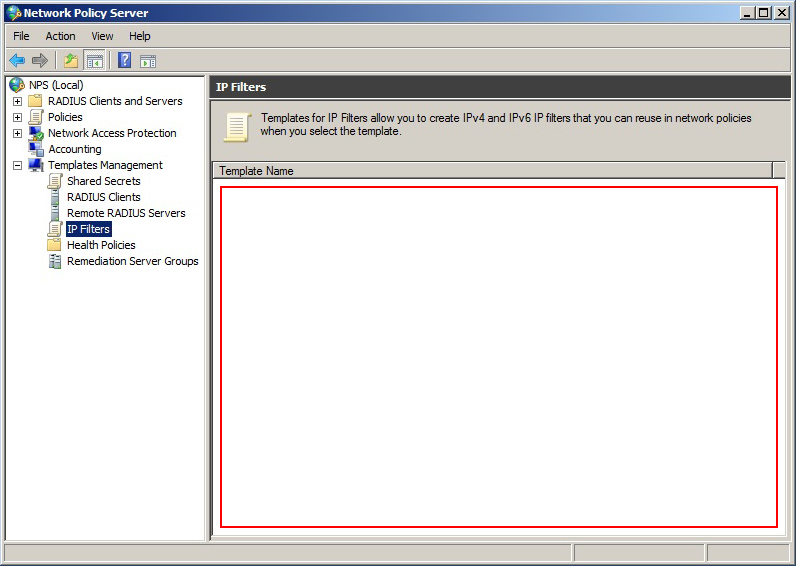 Network Policy Server
File Action View Help
NPS (Local)
RADIUS Clients and Servers
Policies
Network Access Protection
Accounting
Templates Management
Shared Secrets
RADIUS Clients
Remote RADIUS Servers
IP Filters
Health Policies
Remediation Server Groups
IP Filters
Templates for IP Filters allow you to create IPv4 and IPv6 IP filters that you can reuse in network policies
when you select the template.
Template Name